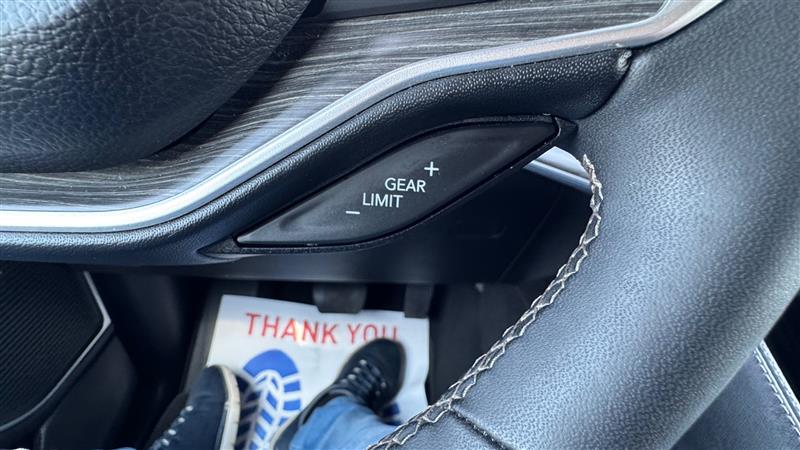 +
GEAR
LIMIT
−
THANK YOU